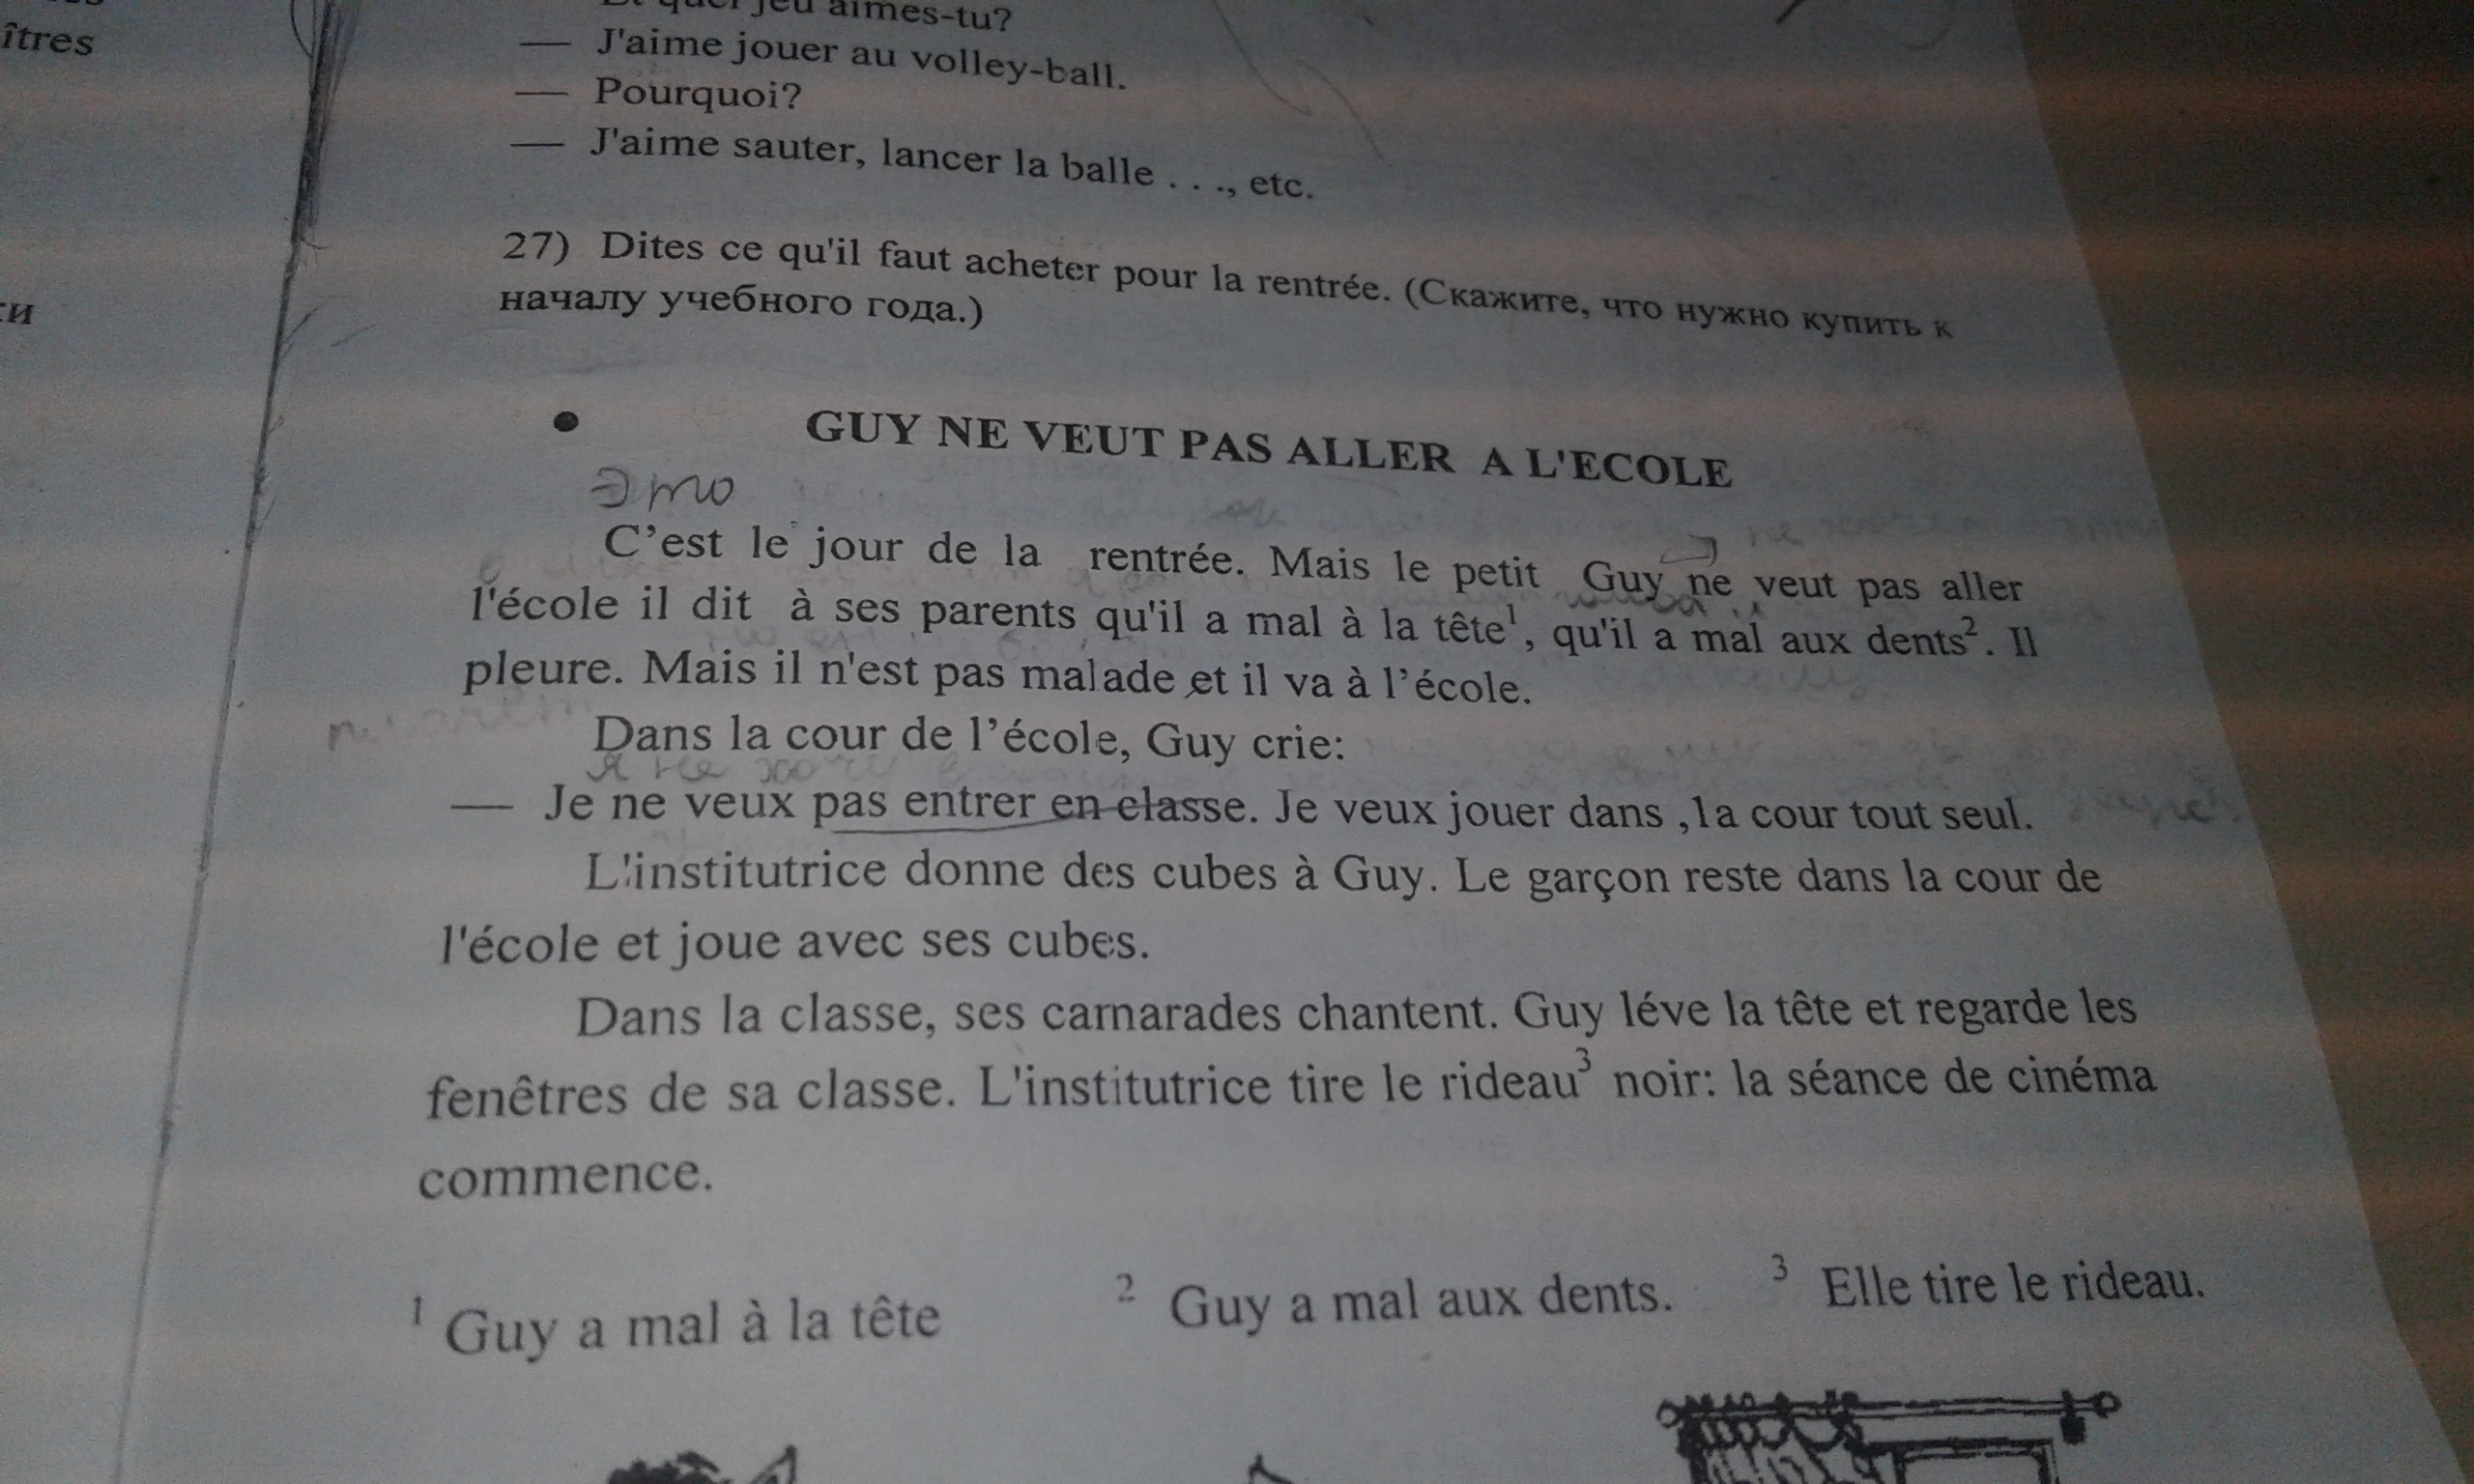 îtres
jeu aimes-tu?
— J'aime jouer au volley-ball.
— Pourquoi?
— J'aime sauter, lancer la balle . . ., etc.
27) Dites ce qu'il faut acheter pour la rentrée. (Скажите, что нужно купить к
ки
началу учебного года.)
● GUY NE VEUT PAS ALLER A L'ECOLE
Это
C’est le jour de la rentrée. Mais le petit Guy ne veut pas aller
l'école il dit à ses parents qu'il a mal à la tête¹, qu'il a mal aux dents². Il
pleure. Mais il n'est pas malade et il va à l’école.
Dans la cour de l’école, Guy crie:
я не хочу
— Je ne veux pas entrer en classe. Je veux jouer dans ,la cour tout seul.
L'institutrice donne des cubes à Guy. Le garçon reste dans la cour de
l'école et joue avec ses cubes.
Dans la classe, ses carnarades chantent. Guy léve la tête et regarde les
fenêtres de sa classe. L'institutrice tire le rideau³ noir: la séance de cinéma
commence.
¹ Guy a mal à la tête ² Guy a mal aux dents. ³ Elle tire le rideau.